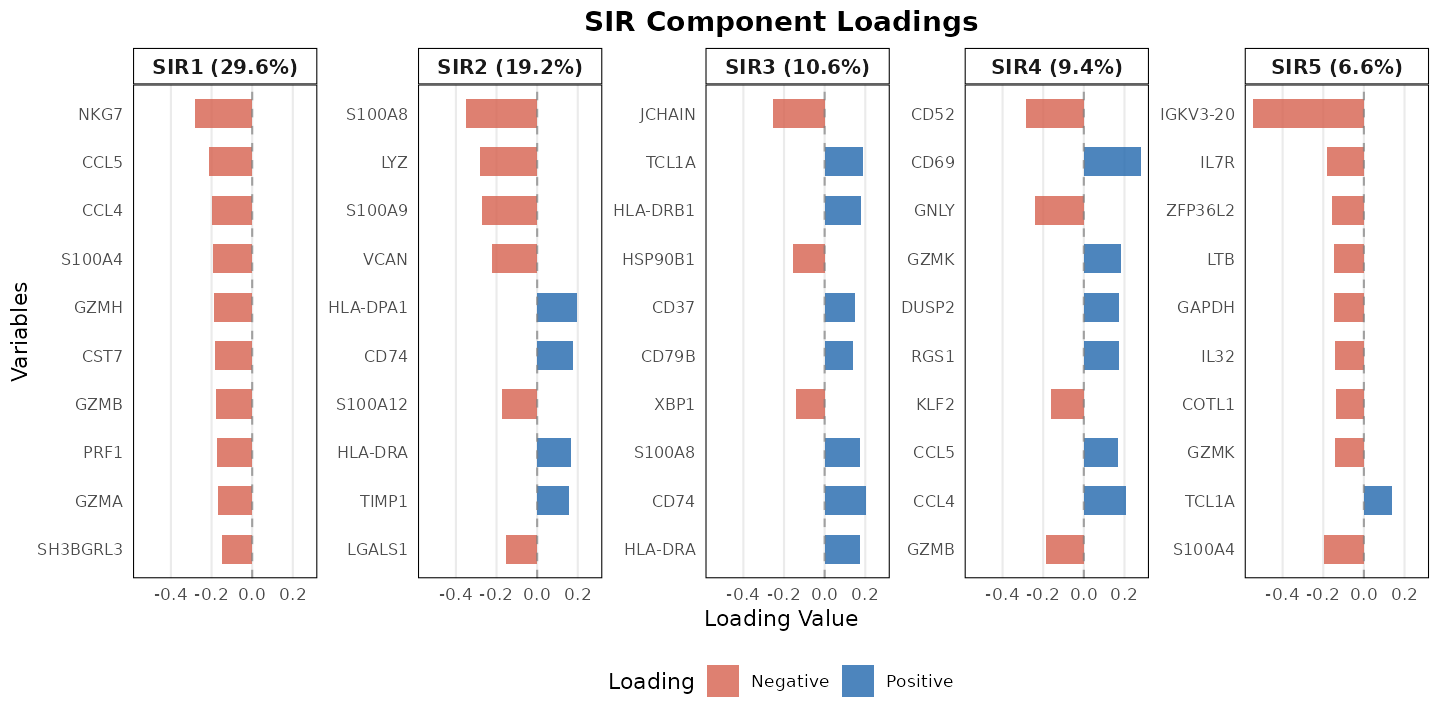 SIR Component Loadings
SIR1 (29.6%) SIR2 (19.2%) SIR3 (10.6%) SIR4 (9.4%) SIR5 (6.6%)
NKG7 S100A8 JCHAIN CD52 IGKV3-20
CCL5 LYZ TCL1A CD69 IL7R
CCL4 S100A9 HLA-DRB1 GNLY ZFP36L2
S100A4 VCAN HSP90B1 GZMK LTB
GZMH HLA-DPA1 CD37 DUSP2 GAPDH
CST7 CD74 CD79B RGS1 IL32
GZMB S100A12 XBP1 KLF2 COTL1
PRF1 HLA-DRA S100A8 CCL5 GZMK
GZMA TIMP1 CD74 CCL4 TCL1A
SH3BGRL3 LGALS1 HLA-DRA GZMB S100A4
Variables
-0.4 -0.2 0.0 0.2 -0.4 -0.2 0.0 0.2 -0.4 -0.2 0.0 0.2 -0.4 -0.2 0.0 0.2 -0.4 -0.2 0.0 0.2
Loading Value
Loading Negative Positive